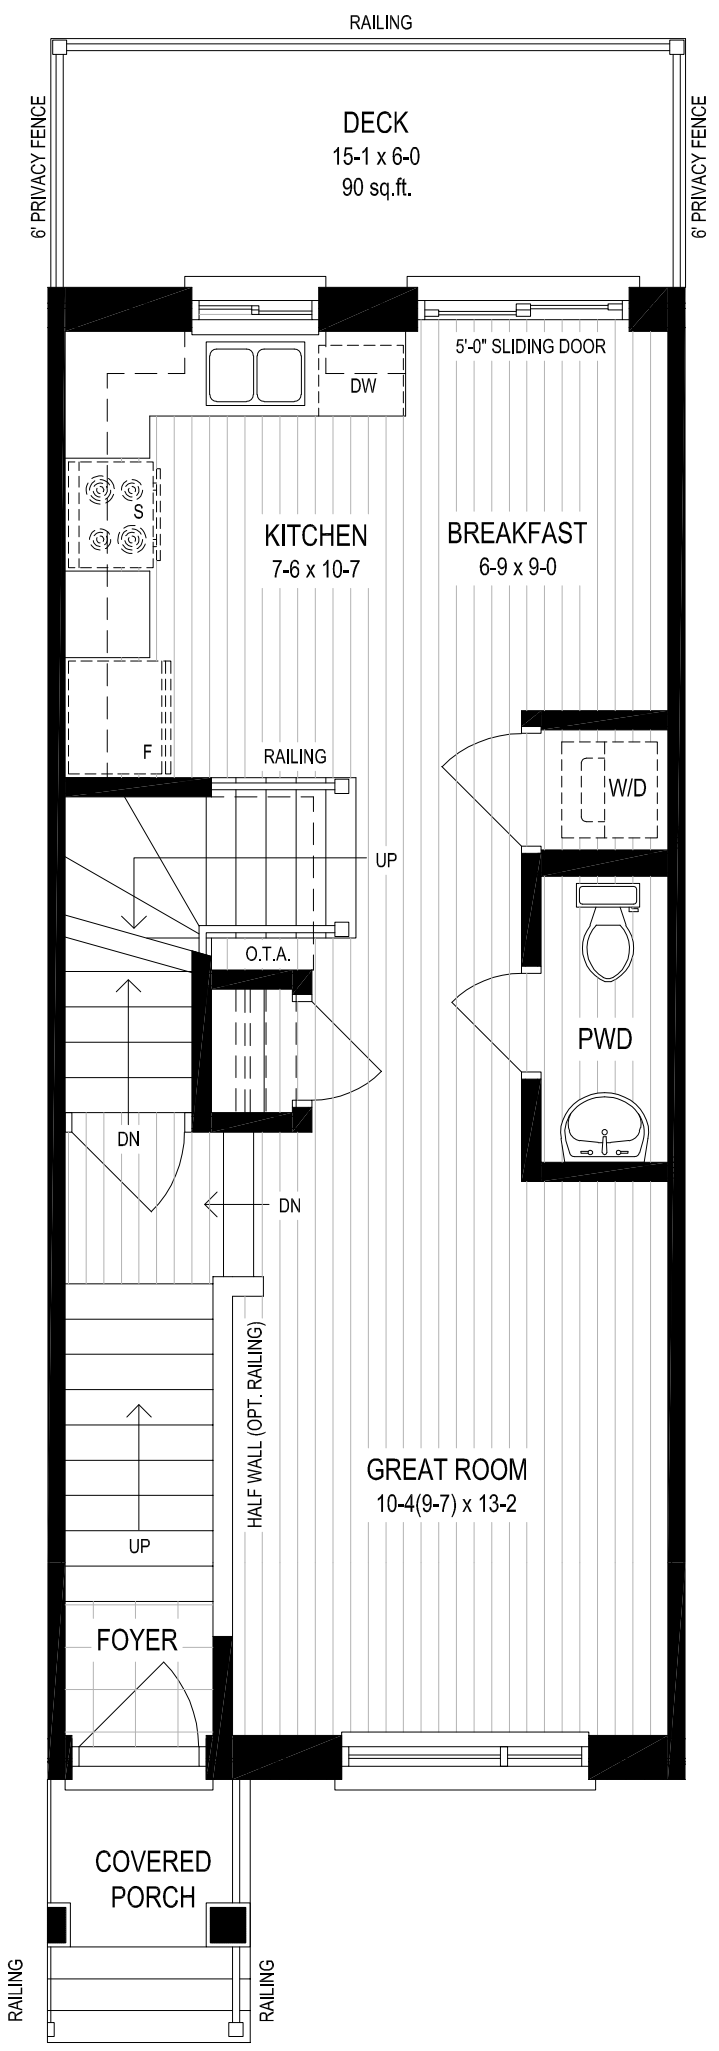 RAILING
6' PRIVACY FENCE
DECK
15-1 x 6-0
90 sq.ft.
6' PRIVACY FENCE
5'-0" SLIDING DOOR
DW
S
KITCHEN
7-6 x 10-7
BREAKFAST
6-9 x 9-0
F
RAILING
W/D
UP
O.T.A.
PWD
DN
DN
HALF WALL (OPT. RAILING)
GREAT ROOM
10-4(9-7) x 13-2
UP
FOYER
COVERED
PORCH
RAILING
RAILING